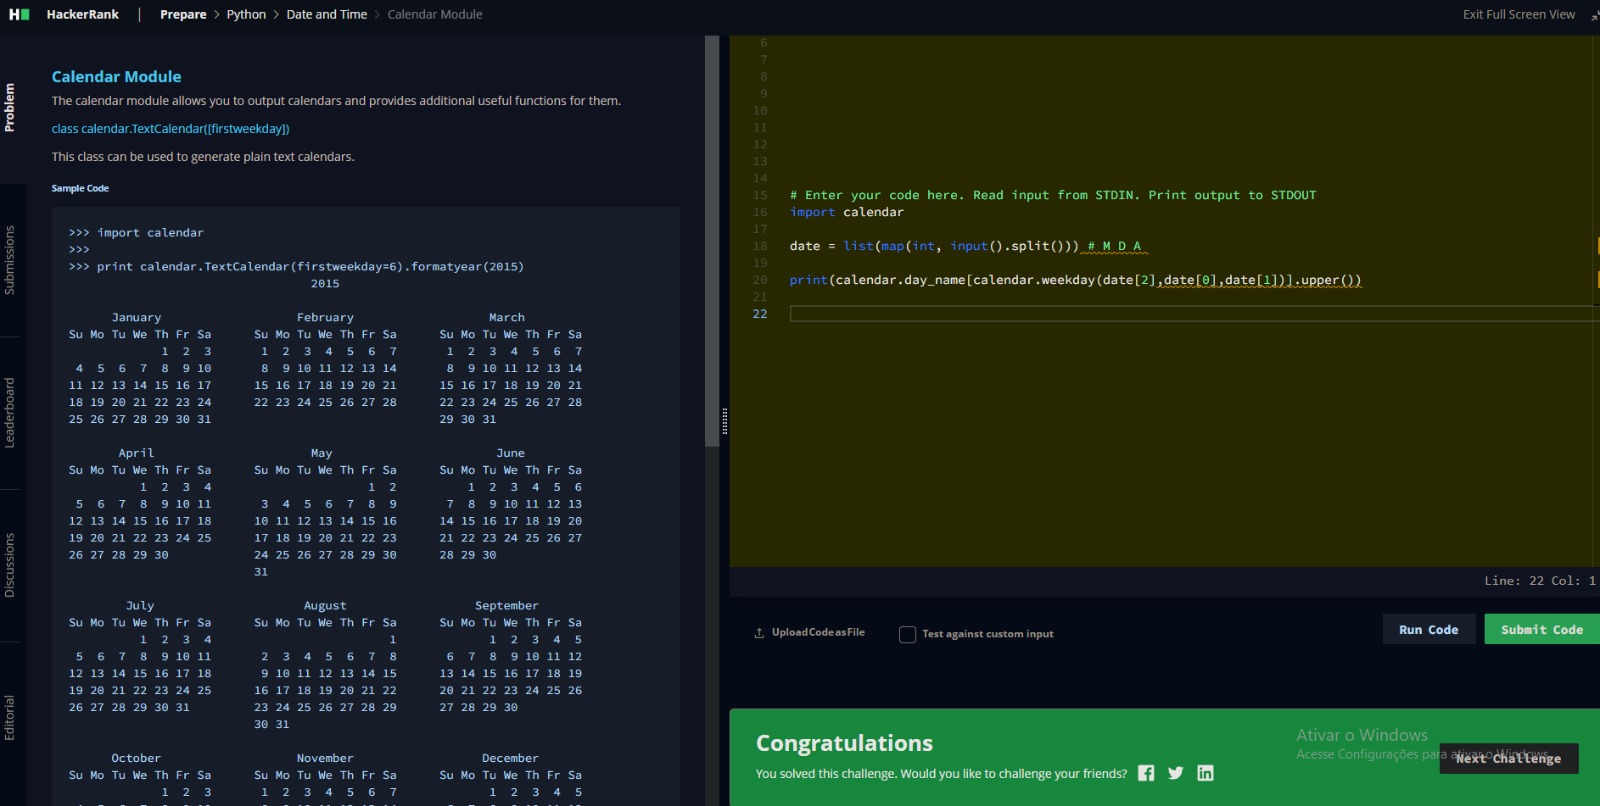 HackerRank | Prepare > Python > Date and Time > Calendar Module
Exit Full Screen View
Problem
Submissions
Leaderboard
Discussions
Editorial
Calendar Module
The calendar module allows you to output calendars and provides additional useful functions for them.
class calendar.TextCalendar([firstweekday])
This class can be used to generate plain text calendars.
Sample Code
>>> import calendar
>>>
>>> print calendar.TextCalendar(firstweekday=6).formatyear(2015)
2015
January February March
Su Mo Tu We Th Fr Sa Su Mo Tu We Th Fr Sa Su Mo Tu We Th Fr Sa
1 2 3 1 2 3 4 5 6 7 1 2 3 4 5 6 7
4 5 6 7 8 9 10 8 9 10 11 12 13 14 8 9 10 11 12 13 14
11 12 13 14 15 16 17 15 16 17 18 19 20 21 15 16 17 18 19 20 21
18 19 20 21 22 23 24 22 23 24 25 26 27 28 22 23 24 25 26 27 28
25 26 27 28 29 30 31 29 30 31
April May June
Su Mo Tu We Th Fr Sa Su Mo Tu We Th Fr Sa Su Mo Tu We Th Fr Sa
1 2 3 4 1 2 1 2 3 4 5 6
5 6 7 8 9 10 11 3 4 5 6 7 8 9 7 8 9 10 11 12 13
12 13 14 15 16 17 18 10 11 12 13 14 15 16 14 15 16 17 18 19 20
19 20 21 22 23 24 25 17 18 19 20 21 22 23 21 22 23 24 25 26 27
26 27 28 29 30 24 25 26 27 28 29 30 28 29 30
31
July August September
Su Mo Tu We Th Fr Sa Su Mo Tu We Th Fr Sa Su Mo Tu We Th Fr Sa
1 2 3 4 1 1 2 3 4 5
5 6 7 8 9 10 11 2 3 4 5 6 7 8 6 7 8 9 10 11 12
12 13 14 15 16 17 18 9 10 11 12 13 14 15 13 14 15 16 17 18 19
19 20 21 22 23 24 25 16 17 18 19 20 21 22 20 21 22 23 24 25 26
26 27 28 29 30 31 23 24 25 26 27 28 29 27 28 29 30
30 31
October November December
Su Mo Tu We Th Fr Sa Su Mo Tu We Th Fr Sa Su Mo Tu We Th Fr Sa
1 2 3 1 2 3 4 5 6 7 1 2 3 4 5
6
7
8
9
10
11
12
13
14
15 # Enter your code here. Read input from STDIN. Print output to STDOUT
16 import calendar
17
18 date = list(map(int, input().split())) # M D A
19
20 print(calendar.day_name[calendar.weekday(date[2],date[0],date[1])].upper())
21
22
Line: 22 Col: 1
Upload Code as File
Test against custom input
Run Code
Submit Code
Congratulations
You solved this challenge. Would you like to challenge your friends?
Ativar o Windows
Acesse Configurações para ativar o Windows.
Next Challenge